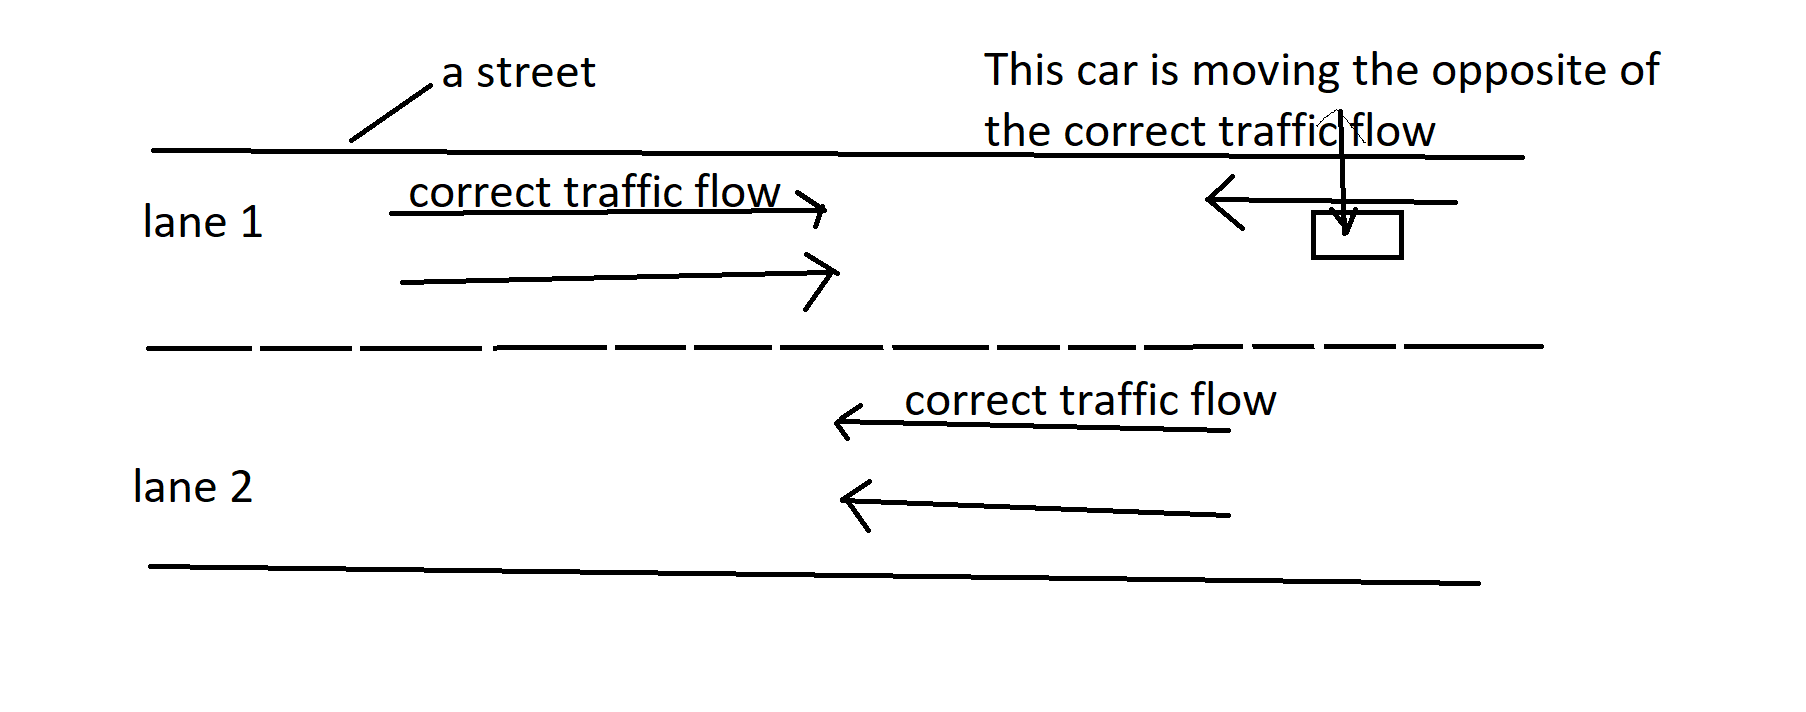 a street
This car is moving the opposite of
the correct traffic flow
correct traffic flow
lane 1
correct traffic flow
lane 2